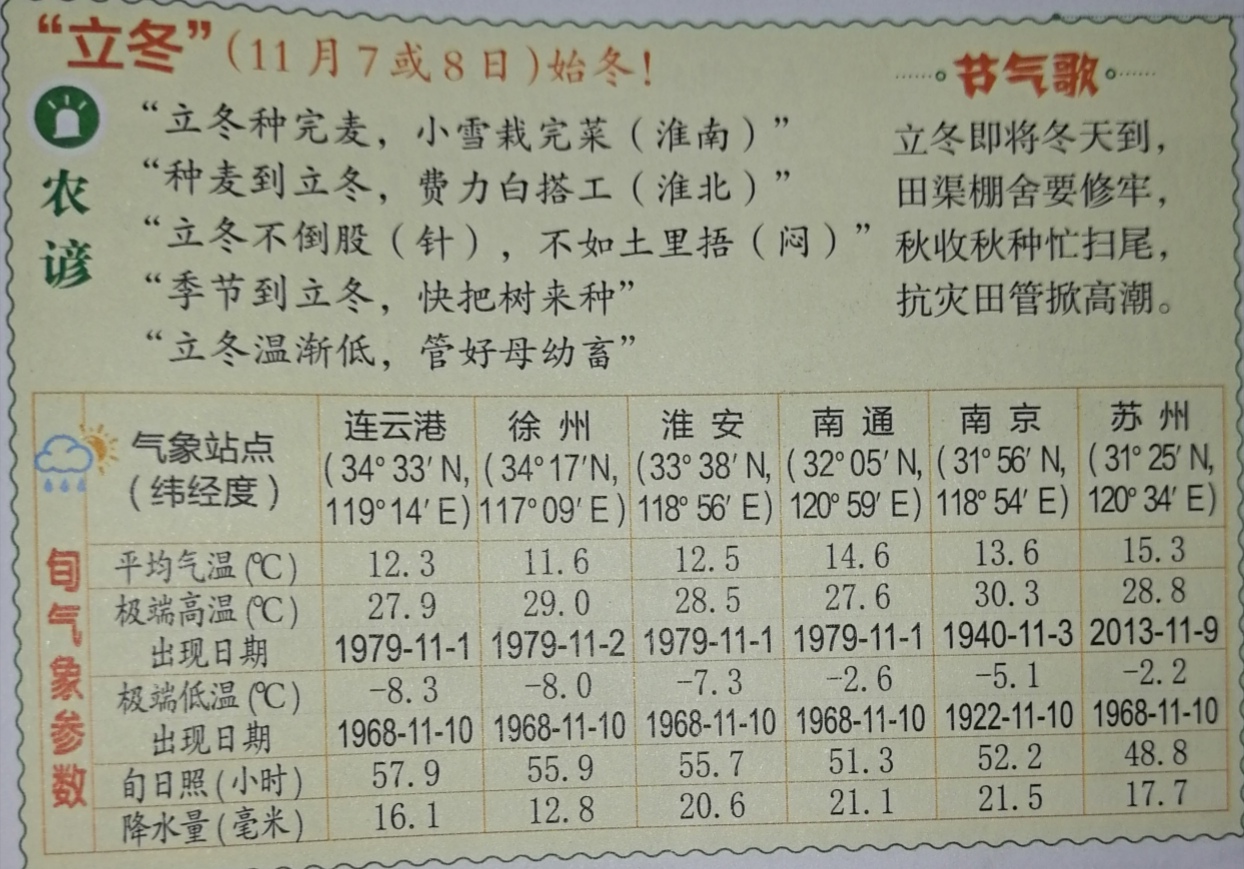 “立冬”(11月7或8日)始冬!
农谚
“立冬种完麦，小雪栽完菜（淮南）”
“种麦到立冬，费力白搭工（淮北）”
“立冬不倒股（针），不如土里捂（闷）”
“季节到立冬，快把树来种”
“立冬温渐低，管好母幼畜”
节气歌
立冬即将冬天到，
田渠棚舍要修牢，
秋收秋种忙扫尾，
抗灾田管掀高潮。
旬气象参数
气象站点（纬经度） 连云港(34°33′N, 119°14′E) 徐州(34°17′N, 117°09′E) 淮安(33°38′N, 118°56′E) 南通(32°05′N, 120°59′E) 南京(31°56′N, 118°54′E) 苏州(31°25′N, 120°34′E)
平均气温(℃) 12.3 11.6 12.5 14.6 13.6 15.3
极端高温(℃) 27.9 29.0 28.5 27.6 30.3 28.8
出现日期 1979-11-1 1979-11-2 1979-11-1 1979-11-1 1940-11-3 2013-11-9
极端低温(℃) -8.3 -8.0 -7.3 -2.6 -5.1 -2.2
出现日期 1968-11-10 1968-11-10 1968-11-10 1968-11-10 1922-11-10 1968-11-10
旬日照(小时) 57.9 55.9 55.7 51.3 52.2 48.8
降水量(毫米) 16.1 12.8 20.6 21.1 21.5 17.7